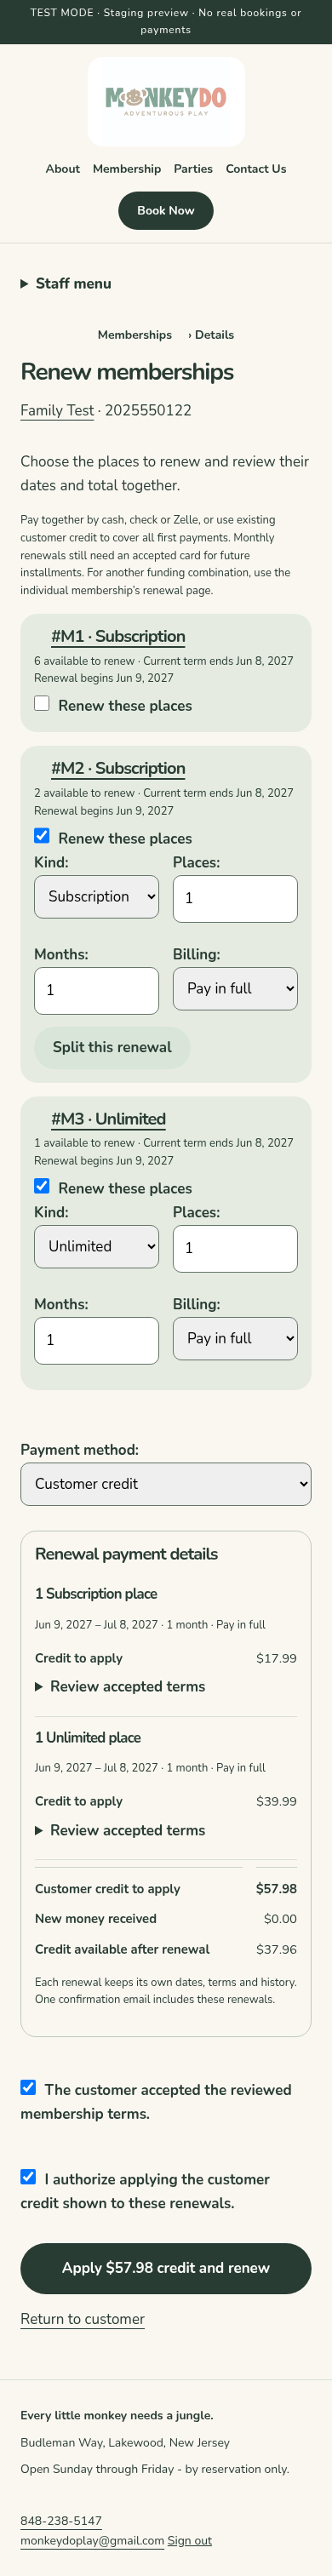 TEST MODE · Staging preview · No real bookings or
payments
MONKEYDO
ADVENTUROUS PLAY
About Membership Parties Contact Us
Book Now
Staff menu
Memberships › Details
Renew memberships
Family Test · 2025550122
Choose the places to renew and review their
dates and total together.
Pay together by cash, check or Zelle, or use existing
customer credit to cover all first payments. Monthly
renewals still need an accepted card for future
installments. For another funding combination, use the
individual membership's renewal page.
#M1 · Subscription
6 available to renew · Current term ends Jun 8, 2027
Renewal begins Jun 9, 2027
Renew these places
#M2 · Subscription
2 available to renew · Current term ends Jun 8, 2027
Renewal begins Jun 9, 2027
Renew these places
Kind: Places:
Subscription 1
Months: Billing:
1 Pay in full
Split this renewal
#M3 · Unlimited
1 available to renew · Current term ends Jun 8, 2027
Renewal begins Jun 9, 2027
Renew these places
Kind: Places:
Unlimited 1
Months: Billing:
1 Pay in full
Payment method:
Customer credit
Renewal payment details
1 Subscription place
Jun 9, 2027 – Jul 8, 2027 · 1 month · Pay in full
Credit to apply $17.99
Review accepted terms
1 Unlimited place
Jun 9, 2027 – Jul 8, 2027 · 1 month · Pay in full
Credit to apply $39.99
Review accepted terms
Customer credit to apply $57.98
New money received $0.00
Credit available after renewal $37.96
Each renewal keeps its own dates, terms and history.
One confirmation email includes these renewals.
The customer accepted the reviewed
membership terms.
I authorize applying the customer
credit shown to these renewals.
Apply $57.98 credit and renew
Return to customer
Every little monkey needs a jungle.
Budleman Way, Lakewood, New Jersey
Open Sunday through Friday - by reservation only.
848-238-5147
monkeydoplay@gmail.com Sign out